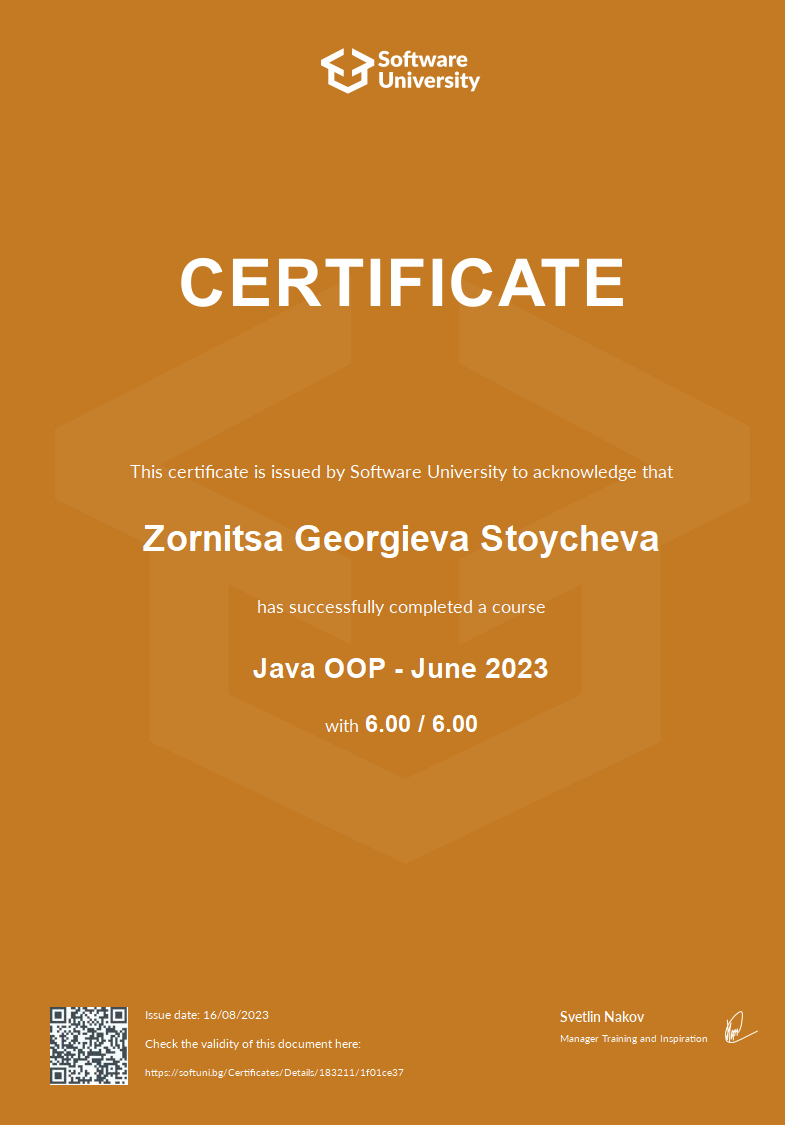 Software
University
CERTIFICATE
This certificate is issued by Software University to acknowledge that
Zornitsa Georgieva Stoycheva
has successfully completed a course
Java OOP - June 2023
with 6.00 / 6.00
Issue date: 16/08/2023
Check the validity of this document here:
https://softuni.bg/Certificates/Details/183211/1f01ce37
Svetlin Nakov
Manager Training and Inspiration